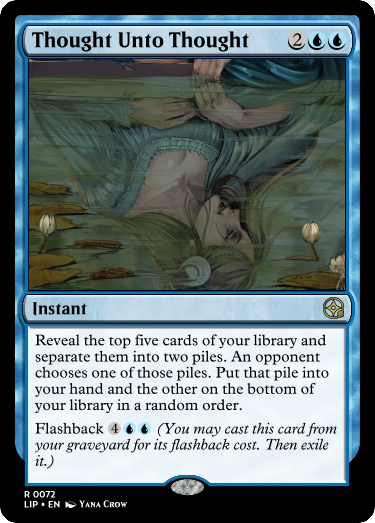 Thought Unto Thought 2
Instant
Reveal the top five cards of your library and
separate them into two piles. An opponent
chooses one of those piles. Put that pile into
your hand and the other on the bottom of
your library in a random order.
Flashback 4 (You may cast this card from
your graveyard for its flashback cost. Then exile
it.)
R 0072
LIP • EN Yana Crow